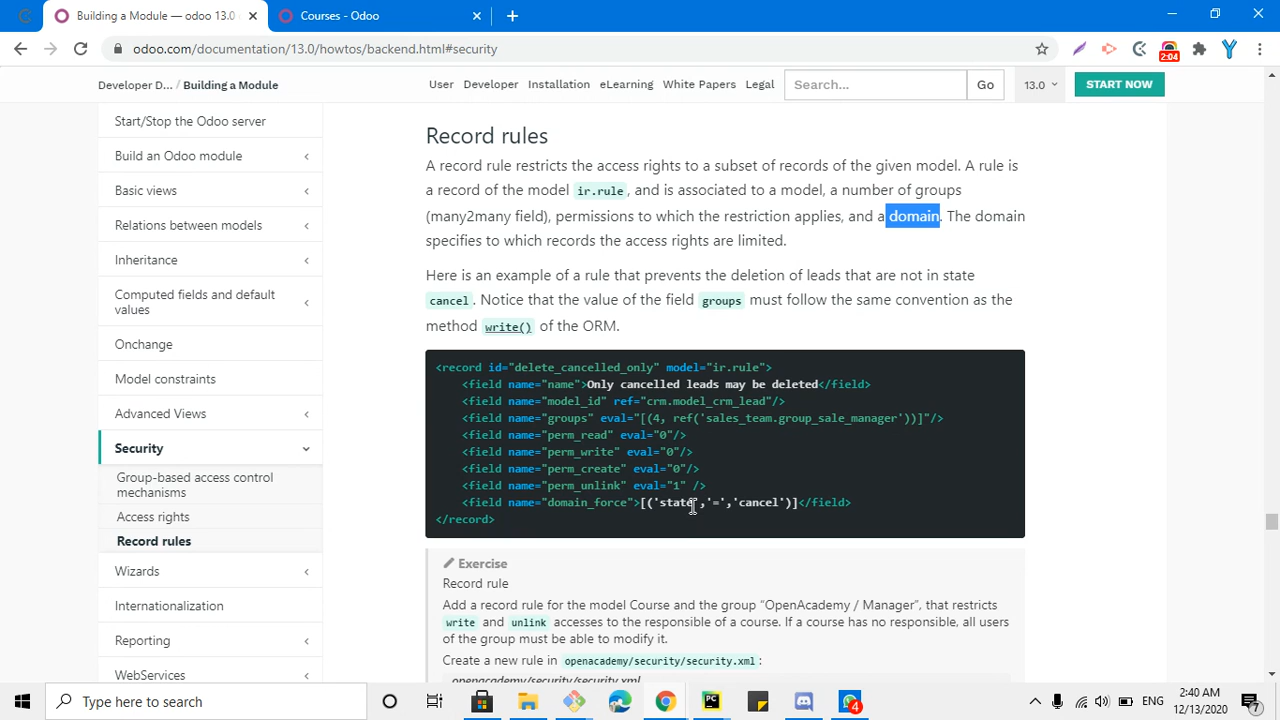 Building a Module — odoo 13.0
Courses - Odoo
odoo.com/documentation/13.0/howtos/backend.html#security
2:04
Developer D... / Building a Module
User Developer Installation eLearning White Papers Legal
Search...
Go
13.0
START NOW
Start/Stop the Odoo server
Build an Odoo module
Basic views
Relations between models
Inheritance
Computed fields and default
values
Onchange
Model constraints
Advanced Views
Security
Group-based access control
mechanisms
Access rights
Record rules
Wizards
Internationalization
Reporting
WebServices
Record rules
A record rule restricts the access rights to a subset of records of the given model. A rule is
a record of the model ir.rule, and is associated to a model, a number of groups
(many2many field), permissions to which the restriction applies, and a domain. The domain
specifies to which records the access rights are limited.
Here is an example of a rule that prevents the deletion of leads that are not in state
cancel. Notice that the value of the field groups must follow the same convention as the
method write() of the ORM.
<record id="delete_cancelled_only" model="ir.rule">
<field name="name">Only cancelled leads may be deleted</field>
<field name="model_id" ref="crm.model_crm_lead"/>
<field name="groups" eval="[(4, ref('sales_team.group_sale_manager'))]"/>
<field name="perm_read" eval="0"/>
<field name="perm_write" eval="0"/>
<field name="perm_create" eval="0"/>
<field name="perm_unlink" eval="1" />
<field name="domain_force">[('state','=','cancel')]</field>
</record>
Exercise
Record rule
Add a record rule for the model Course and the group “OpenAcademy / Manager”, that restricts
write and unlink accesses to the responsible of a course. If a course has no responsible, all users
of the group must be able to modify it.
Create a new rule in openacademy/security/security.xml:
openacademy/security/security.xml
Type here to search
PC
4
ENG
2:40 AM
12/13/2020
7